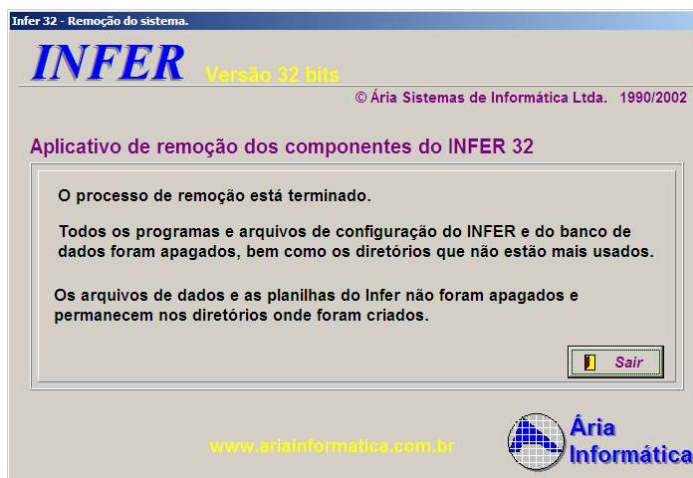 Infer 32 - Remoção do sistema.
INFER Versão 32 bits
© Ária Sistemas de Informática Ltda. 1990/2002
Aplicativo de remoção dos componentes do INFER 32
O processo de remoção está terminado.
Todos os programas e arquivos de configuração do INFER e do banco de
dados foram apagados, bem como os diretórios que não estão mais usados.
Os arquivos de dados e as planilhas do Infer não foram apagados e
permanecem nos diretórios onde foram criados.
Sair
www.ariainformatica.com.br
Ária
Informática